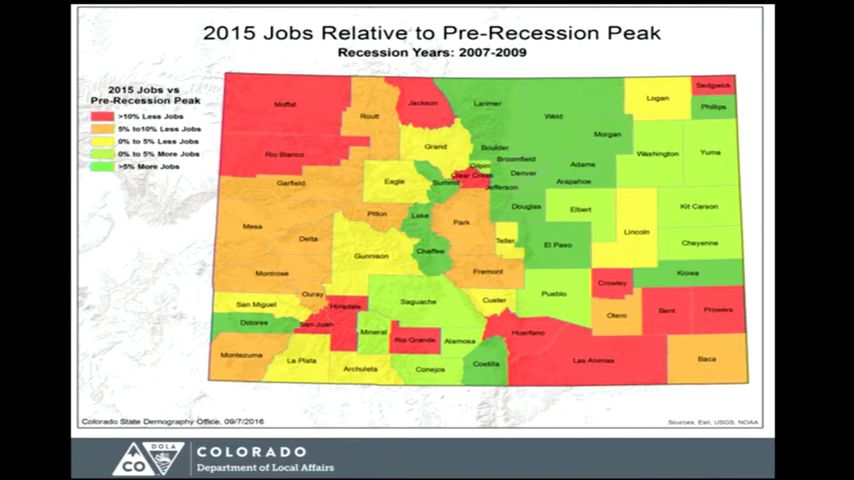 2015 Jobs Relative to Pre-Recession Peak
Recession Years: 2007-2009
2015 Jobs vs
Pre-Recession Peak
>10% Less Jobs
5% to10% Less Jobs
0% to 5% Less Jobs
0% to 5% More Jobs
>5% More Jobs
Moffat
Routt
Jackson
Larimer
Weld
Logan
Sedgwick
Phillips
Morgan
Rio Blanco
Grand
Boulder
Broomfield
Gilpin
Clear Creek
Adams
Denver
Arapahoe
Washington
Yuma
Garfield
Eagle
Summit
Jefferson
Pitkin
Lake
Park
Douglas
Elbert
Kit Carson
Mesa
Delta
Gunnison
Chaffee
Teller
El Paso
Lincoln
Cheyenne
Montrose
Fremont
Kiowa
Ouray
San Miguel
Hinsdale
Saguache
Custer
Pueblo
Crowley
Otero
Bent
Prowers
Dolores
San Juan
Mineral
Rio Grande
Alamosa
Huerfano
Montezuma
La Plata
Archuleta
Conejos
Costilla
Las Animas
Baca
Colorado State Demography Office, 09/7/2016
Sources: Esri, USGS, NOAA
CO
DOLA
COLORADO
Department of Local Affairs